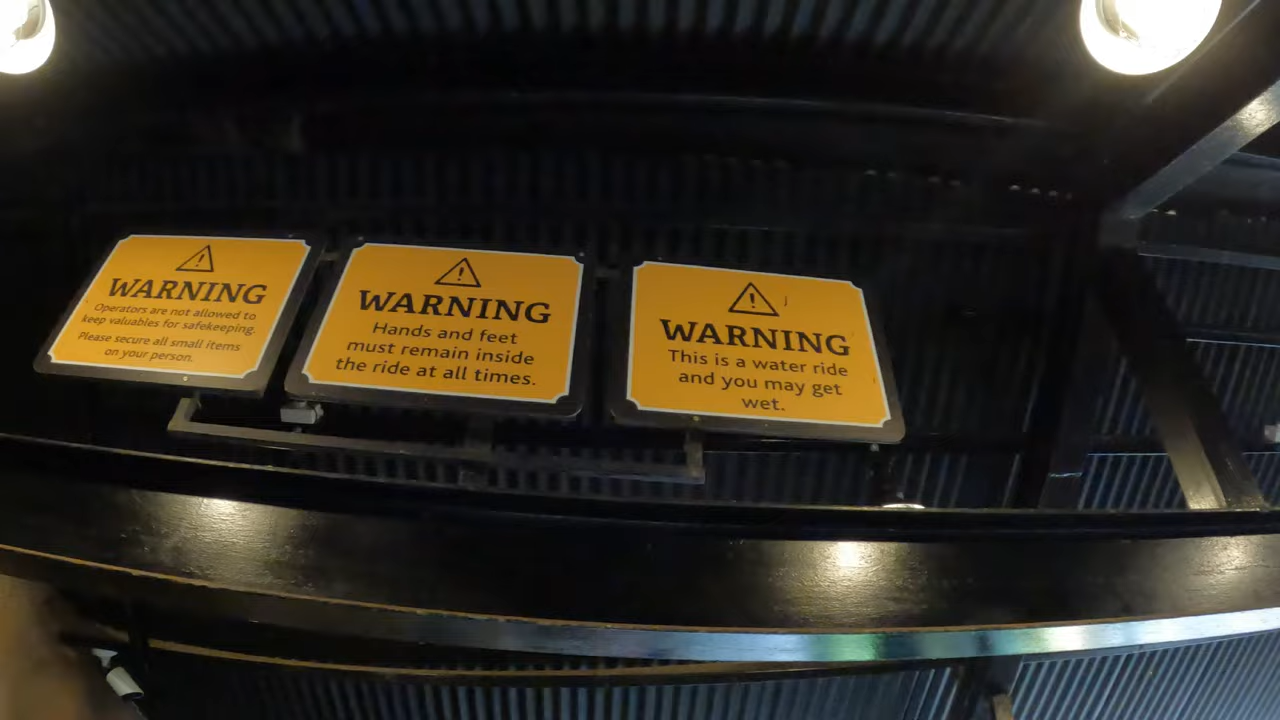 WARNING
Operators are not allowed to
keep valuables for safekeeping.
Please secure all small items
on your person.
WARNING
Hands and feet
must remain inside
the ride at all times.
WARNING
This is a water ride
and you may get
wet.